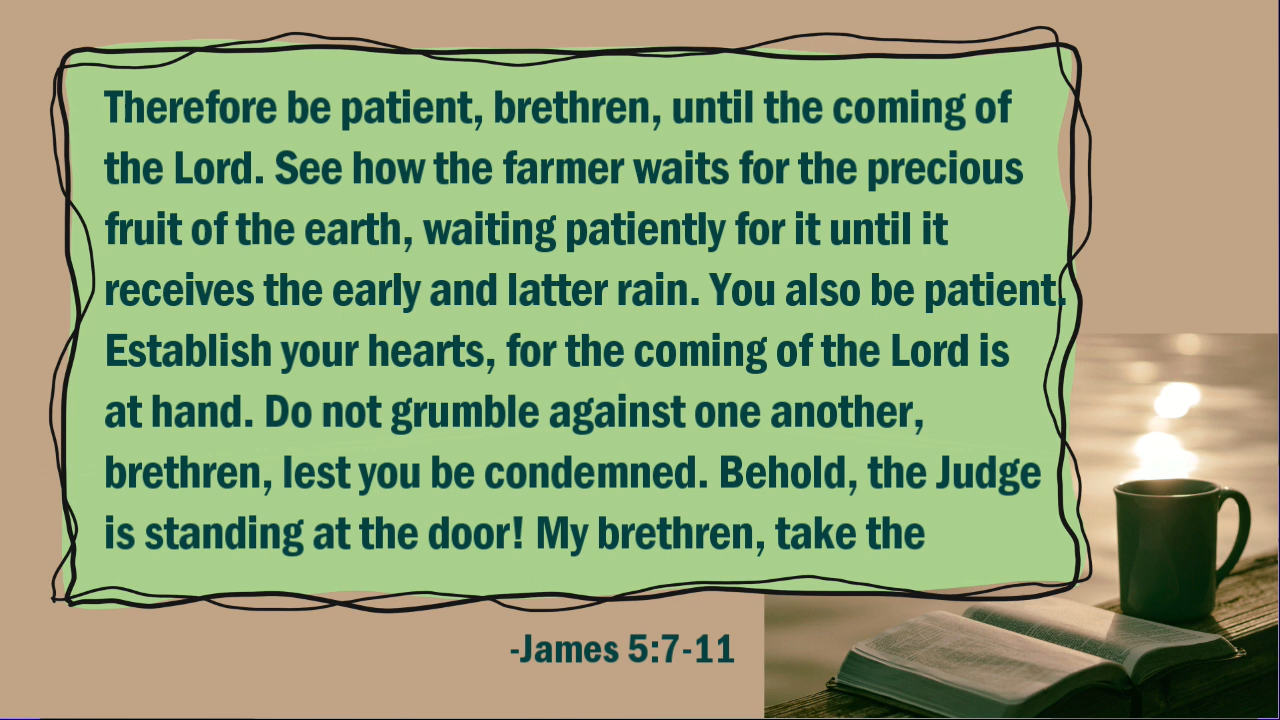 Therefore be patient, brethren, until the coming of
the Lord. See how the farmer waits for the precious
fruit of the earth, waiting patiently for it until it
receives the early and latter rain. You also be patient.
Establish your hearts, for the coming of the Lord is
at hand. Do not grumble against one another,
brethren, lest you be condemned. Behold, the Judge
is standing at the door! My brethren, take the
-James 5:7-11